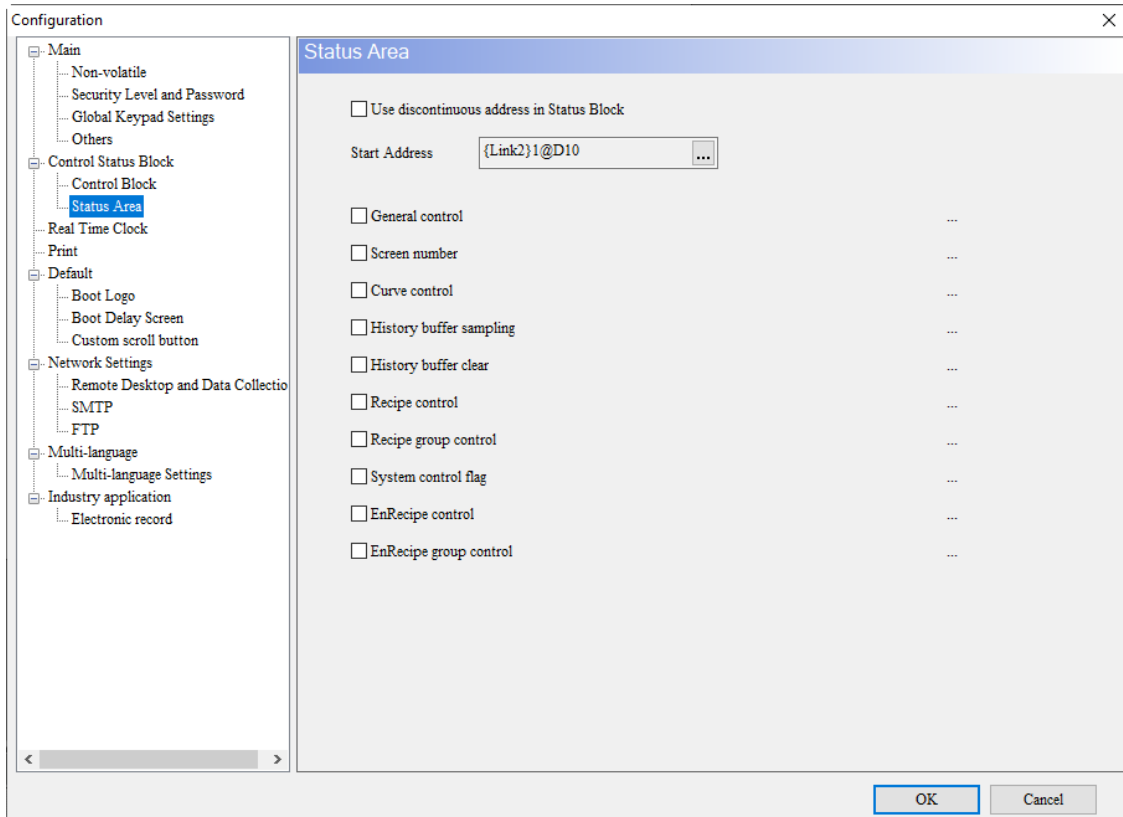 Configuration
Main
Non-volatile
Security Level and Password
Global Keypad Settings
Others
Control Status Block
Control Block
Status Area
Real Time Clock
Print
Default
Boot Logo
Boot Delay Screen
Custom scroll button
Network Settings
Remote Desktop and Data Collectio
SMTP
FTP
Multi-language
Multi-language Settings
Industry application
Electronic record
Status Area
Use discontinuous address in Status Block
Start Address {Link2}1@D10 ...
General control ...
Screen number ...
Curve control ...
History buffer sampling ...
History buffer clear ...
Recipe control ...
Recipe group control ...
System control flag ...
EnRecipe control ...
EnRecipe group control ...
OK Cancel